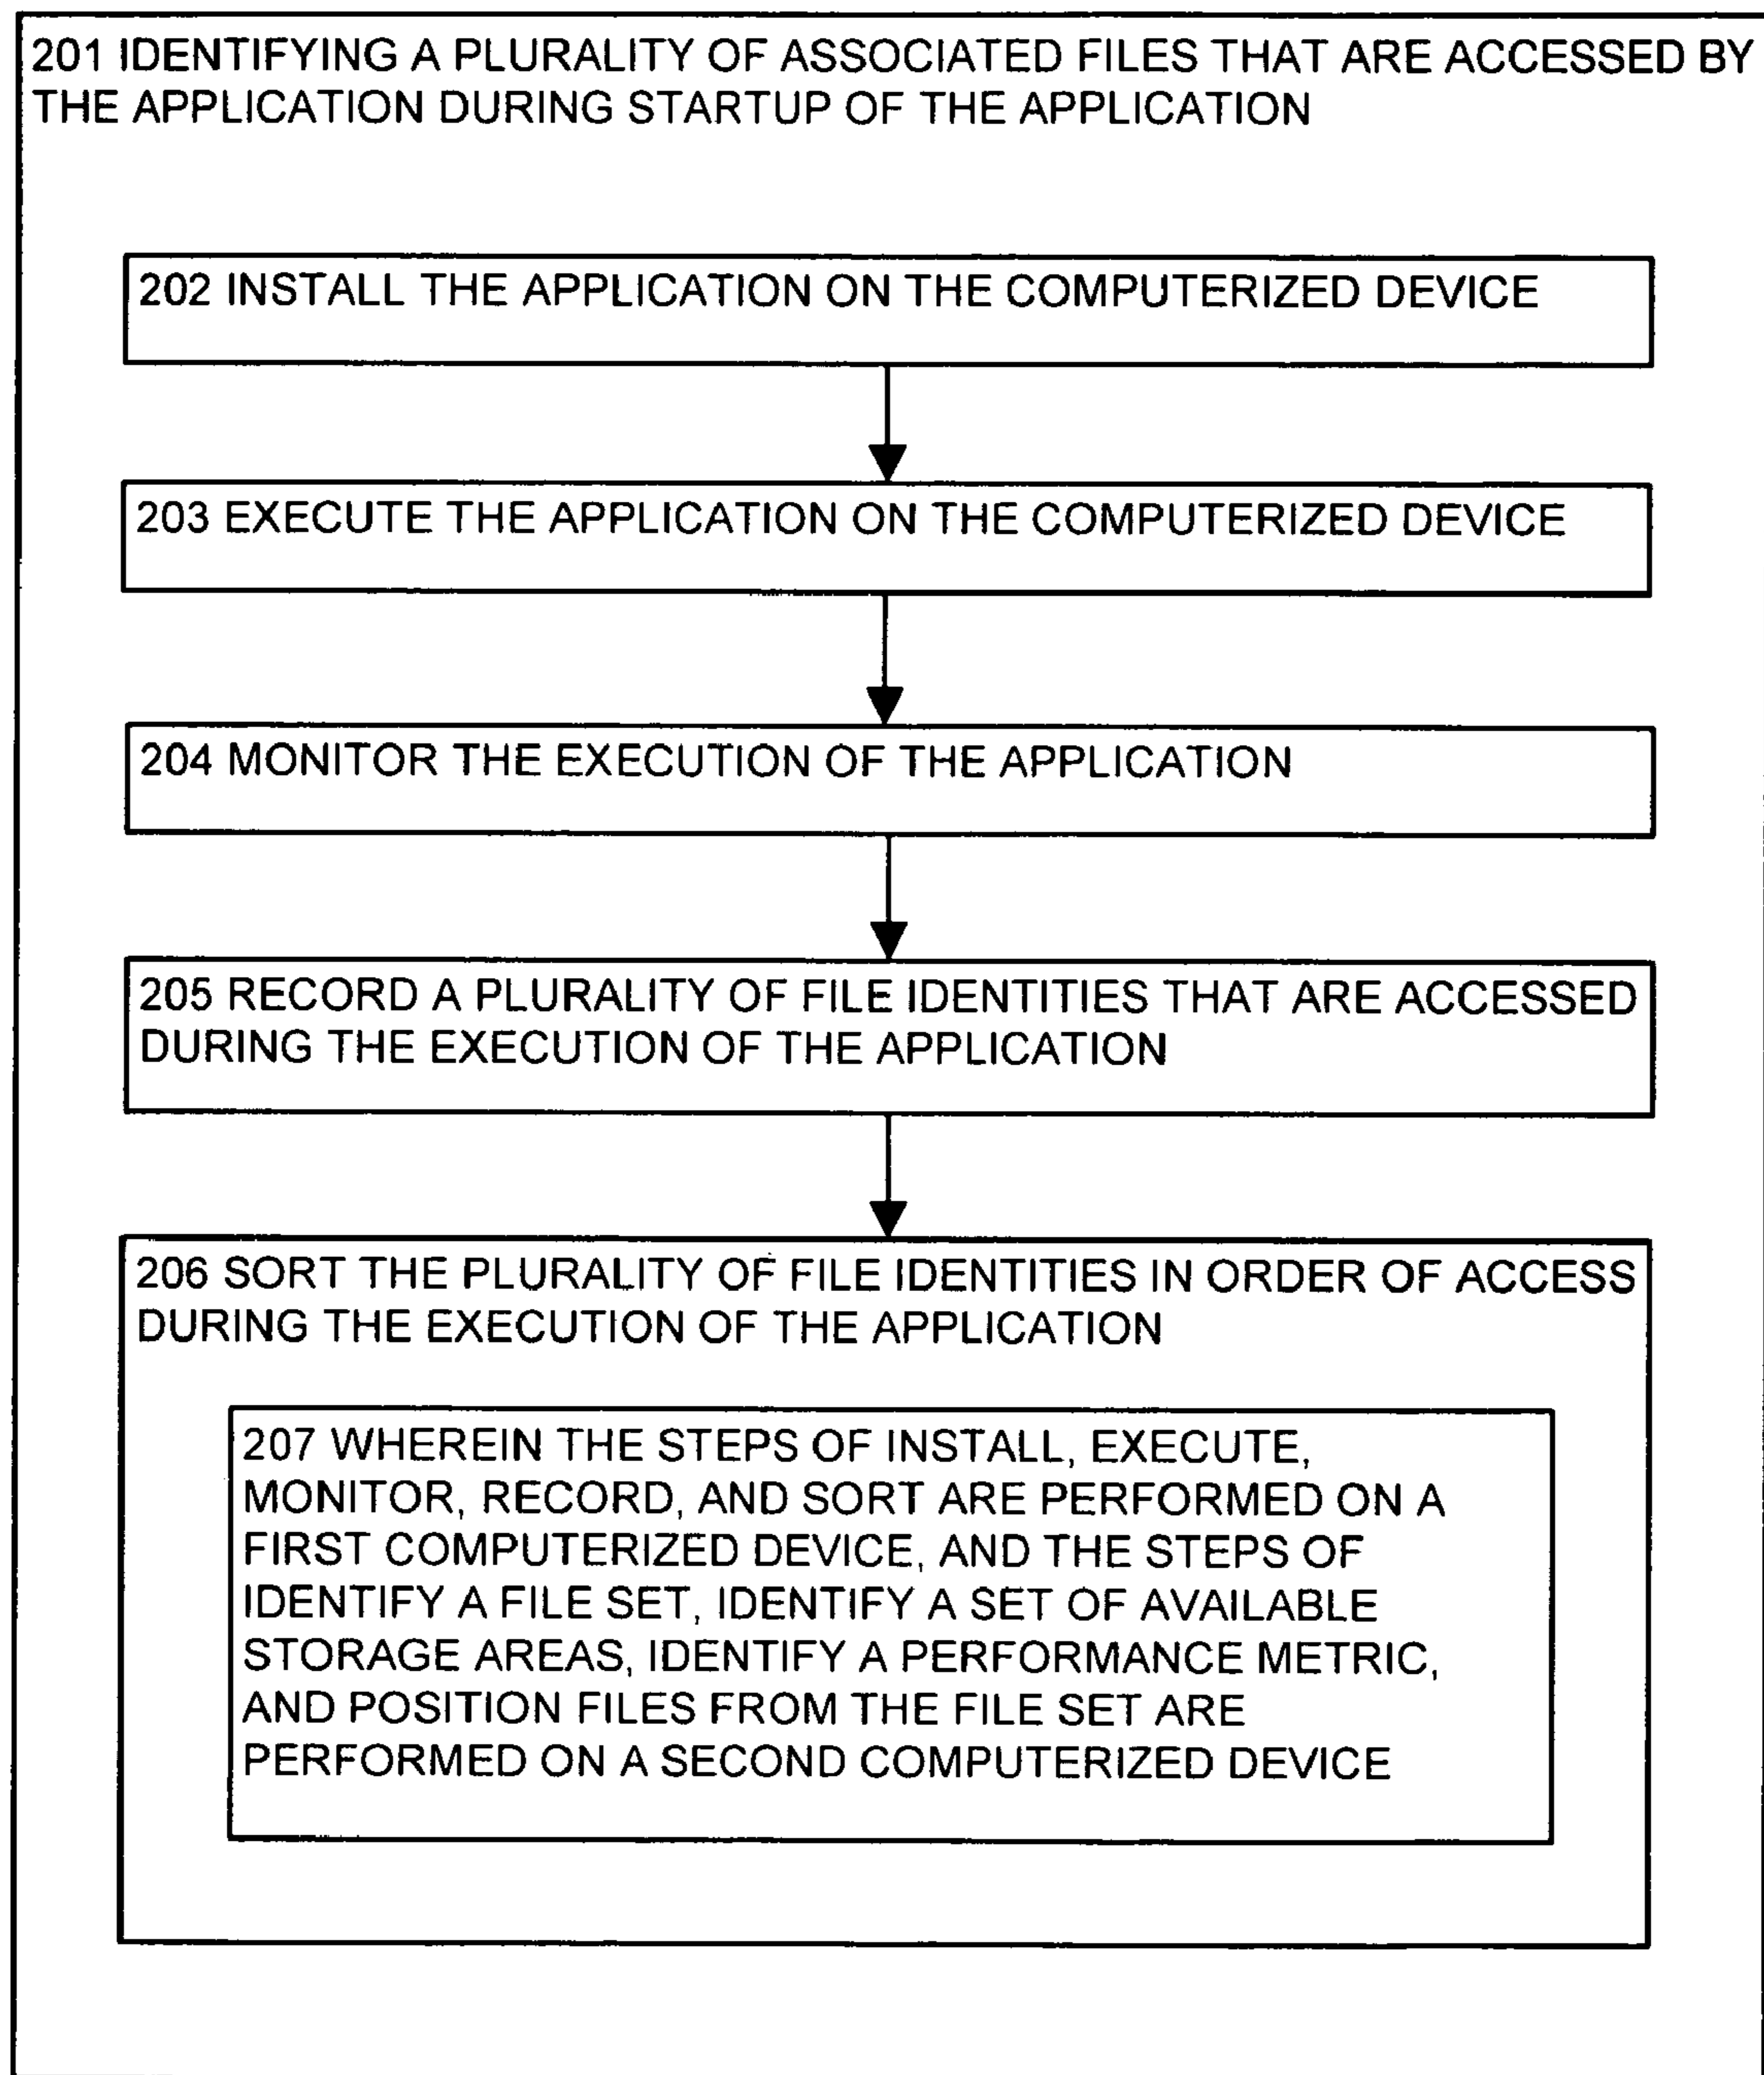 201 IDENTIFYING A PLURALITY OF ASSOCIATED FILES THAT ARE ACCESSED BY
THE APPLICATION DURING STARTUP OF THE APPLICATION
202 INSTALL THE APPLICATION ON THE COMPUTERIZED DEVICE
203 EXECUTE THE APPLICATION ON THE COMPUTERIZED DEVICE
204 MONITOR THE EXECUTION OF THE APPLICATION
205 RECORD A PLURALITY OF FILE IDENTITIES THAT ARE ACCESSED
DURING THE EXECUTION OF THE APPLICATION
206 SORT THE PLURALITY OF FILE IDENTITIES IN ORDER OF ACCESS
DURING THE EXECUTION OF THE APPLICATION
207 WHEREIN THE STEPS OF INSTALL, EXECUTE,
MONITOR, RECORD, AND SORT ARE PERFORMED ON A
FIRST COMPUTERIZED DEVICE, AND THE STEPS OF
IDENTIFY A FILE SET, IDENTIFY A SET OF AVAILABLE
STORAGE AREAS, IDENTIFY A PERFORMANCE METRIC,
AND POSITION FILES FROM THE FILE SET ARE
PERFORMED ON A SECOND COMPUTERIZED DEVICE